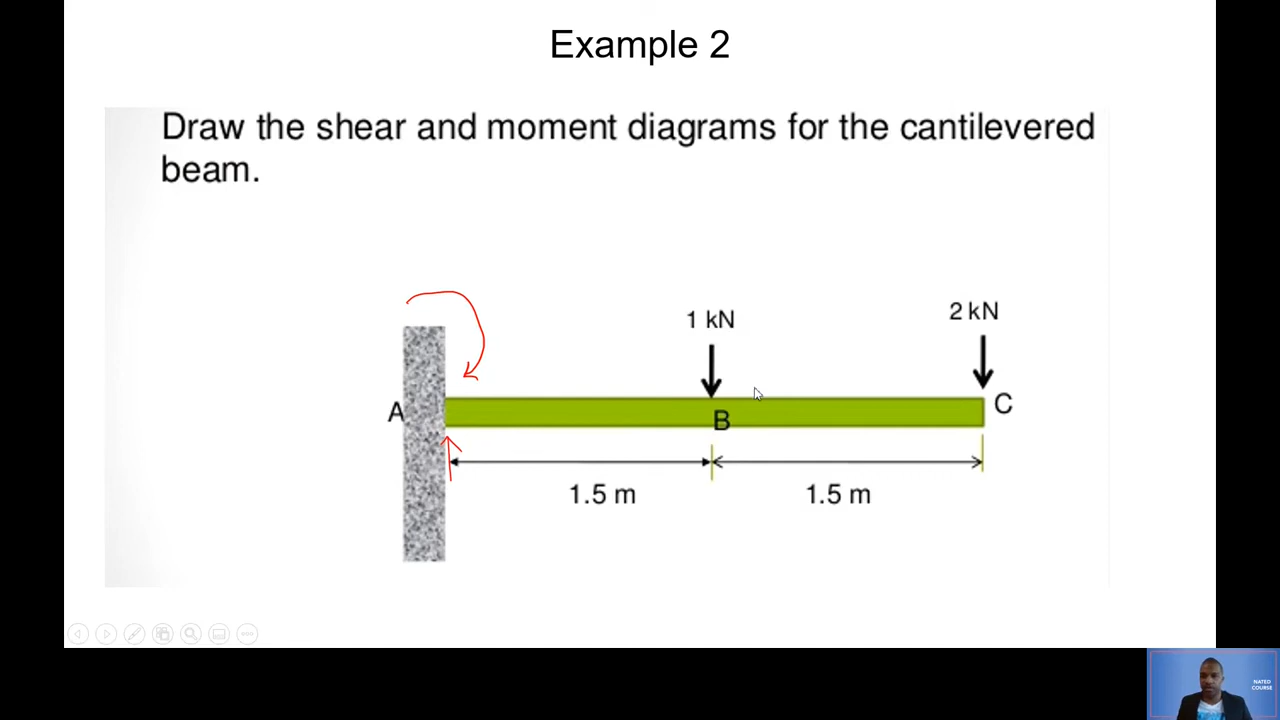 Example 2
Draw the shear and moment diagrams for the cantilevered
beam.
1 kN
2 kN
A
B
C
1.5 m
1.5 m
NATED
COURSE